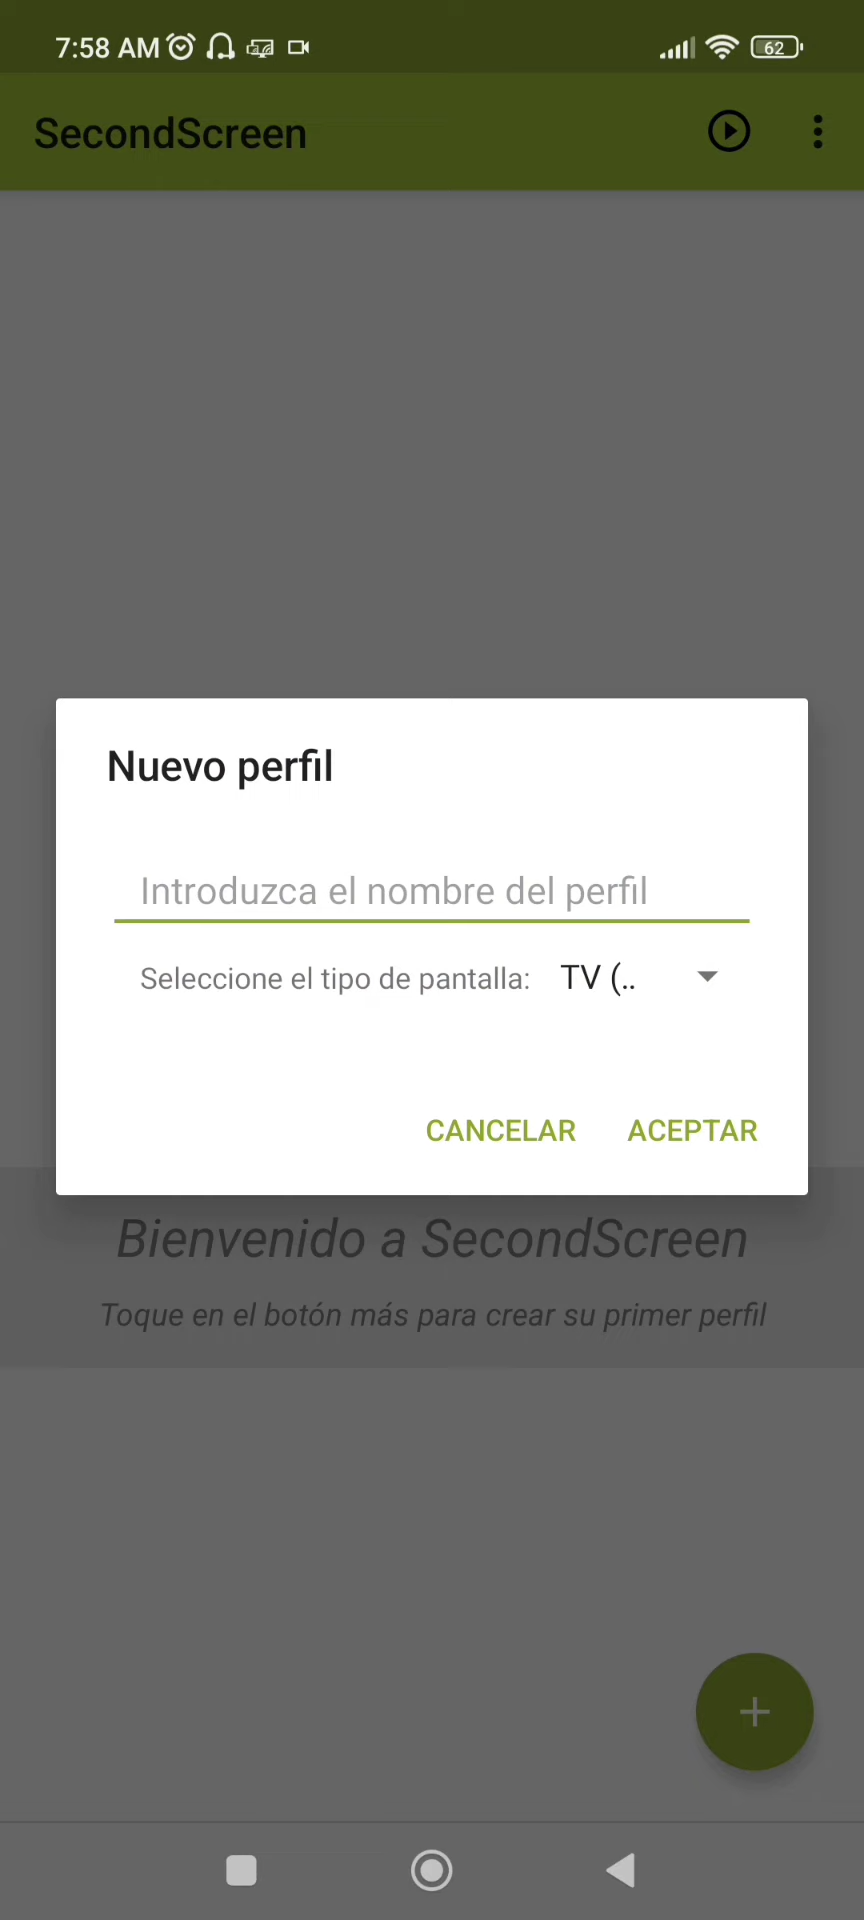 7:58 AM
62
SecondScreen
Nuevo perfil
Introduzca el nombre del perfil
Seleccione el tipo de pantalla: TV (..
CANCELAR ACEPTAR
Bienvenido a SecondScreen
Toque en el botón más para crear su primer perfil